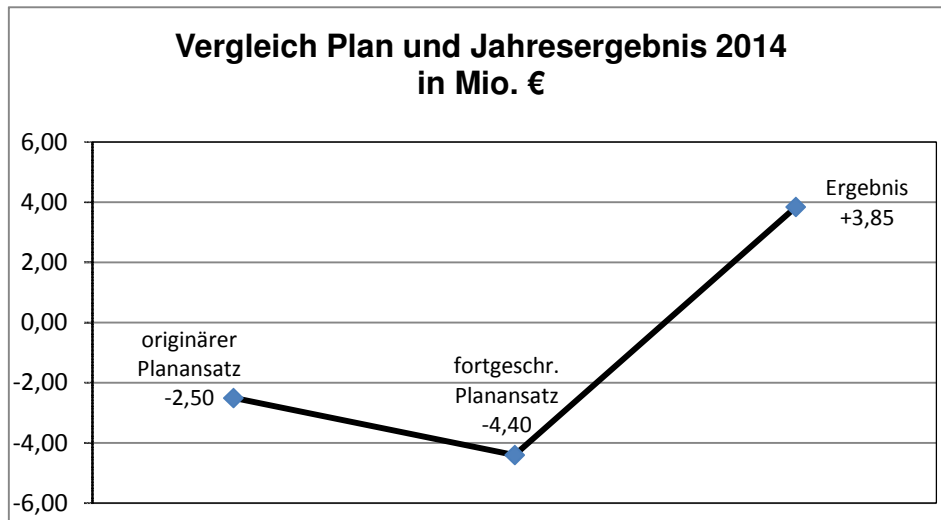 Vergleich Plan und Jahresergebnis 2014
in Mio. €
6,00
4,00
2,00
0,00
-2,00
-4,00
-6,00
originärer
Planansatz
-2,50
fortgeschr.
Planansatz
-4,40
Ergebnis
+3,85